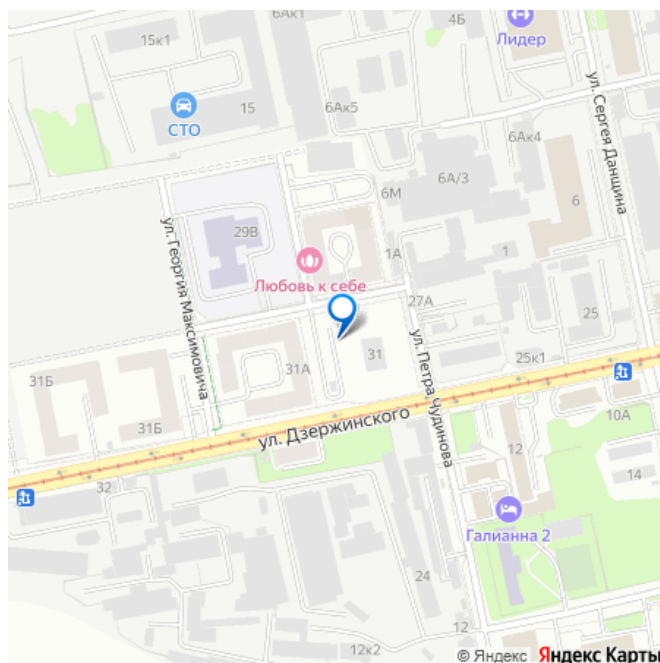 6Ак1
4Б
Лидер
15к1
15
СТО
6Ак5
ул. Сергея Данщина
6Ак4
6А/3
6М
6
29В
1А
1
Любовь к себе
27А
ул. Георгия Максимовича
25
31
ул. Петра Чудинова
31А
25к1
31Б
31Б
ул. Дзержинского
10А
12
32
14
Галианна 2
24
12
12к2
© Яндекс Яндекс Карты